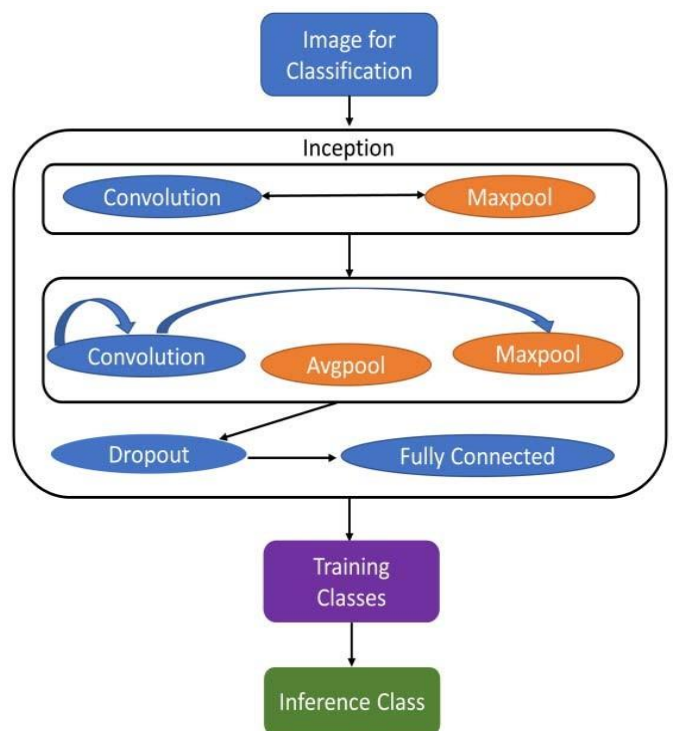 Image for
Classification
Inception
Convolution
Maxpool
Convolution
Avgpool
Maxpool
Dropout
Fully Connected
Training
Classes
Inference Class